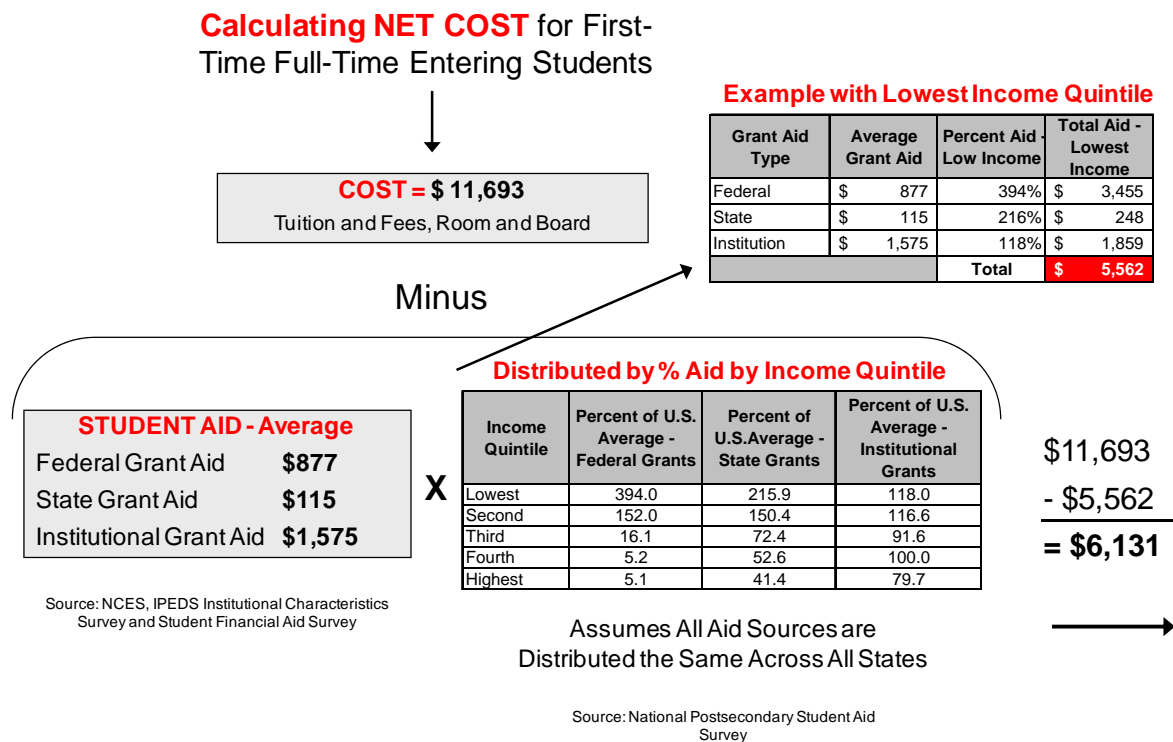 Calculating NET COST for First-
Time Full-Time Entering Students
COST = $ 11,693
Tuition and Fees, Room and Board
Example with Lowest Income Quintile
Grant Aid Type | Average Grant Aid | Percent Aid - Low Income | Total Aid - Lowest Income
Federal $ 877 394% $ 3,455
State $ 115 216% $ 248
Institution $ 1,575 118% $ 1,859
Total $ 5,562
Minus
STUDENT AID - Average
Federal Grant Aid $877
State Grant Aid $115
Institutional Grant Aid $1,575
Source: NCES, IPEDS Institutional Characteristics
Survey and Student Financial Aid Survey
X
Distributed by % Aid by Income Quintile
Income Quintile | Percent of U.S. Average - Federal Grants | Percent of U.S.Average - State Grants | Percent of U.S. Average - Institutional Grants
Lowest 394.0 215.9 118.0
Second 152.0 150.4 116.6
Third 16.1 72.4 91.6
Fourth 5.2 52.6 100.0
Highest 5.1 41.4 79.7
Assumes All Aid Sources are
Distributed the Same Across All States
Source: National Postsecondary Student Aid
Survey
$11,693
- $5,562
= $6,131